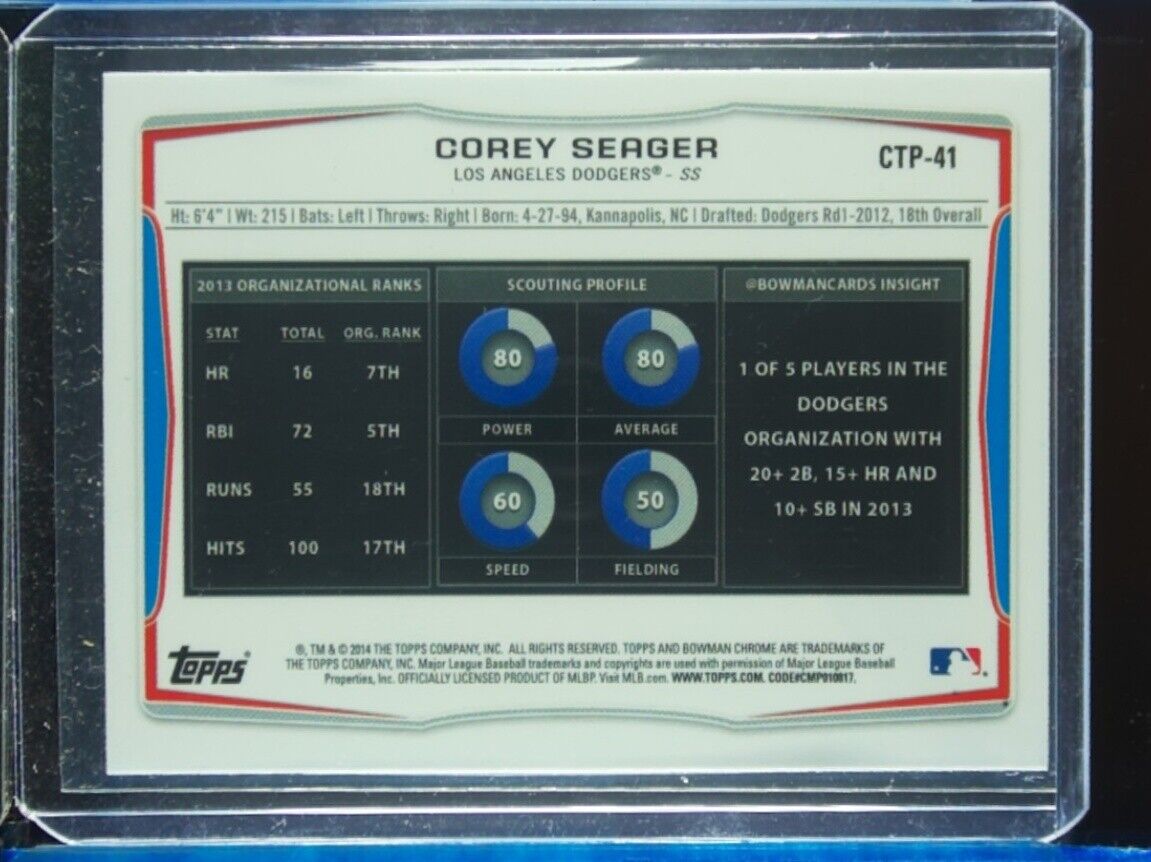 COREY SEAGER
CTP-41
LOS ANGELES DODGERS® - SS
Ht: 6'4" | Wt: 215 | Bats: Left | Throws: Right | Born: 4-27-94, Kannapolis, NC | Drafted: Dodgers Rd1-2012, 18th Overall
2013 ORGANIZATIONAL RANKS
STAT TOTAL ORG. RANK
HR 16 7TH
RBI 72 5TH
RUNS 55 18TH
HITS 100 17TH
SCOUTING PROFILE
80 80
POWER AVERAGE
60 50
SPEED FIELDING
@BOWMANCARDS INSIGHT
1 OF 5 PLAYERS IN THE
DODGERS
ORGANIZATION WITH
20+ 2B, 15+ HR AND
10+ SB IN 2013
Topps®
®, TM & © 2014 THE TOPPS COMPANY, INC. ALL RIGHTS RESERVED. TOPPS AND BOWMAN CHROME ARE TRADEMARKS OF
THE TOPPS COMPANY, INC. Major League Baseball trademarks and copyrights are used with permission of Major League Baseball
Properties, Inc. OFFICIALLY LICENSED PRODUCT OF MLBP. Visit MLB.com. WWW.TOPPS.COM. CODE#CMP010817.